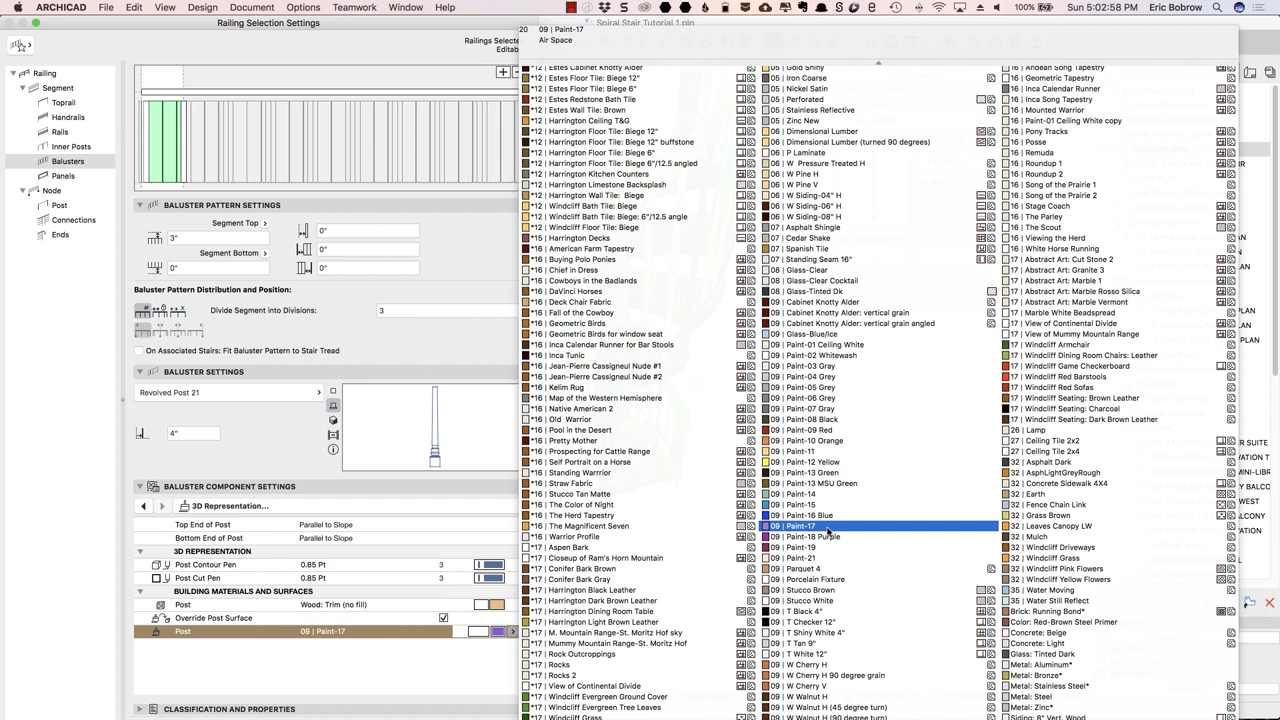 ARCHICAD File Edit View Design Document Options Teamwork Window Help 100% Sun 5:02:58 PM Eric Bobrow
Railing Selection Settings
Spiral Stair Tutorial 1.pln
Railings Selecte
Editab
20 09 | Paint-17
Air Space
Railing
Segment
Toprail
Handrails
Rails
Inner Posts
Balusters
Panels
Node
Post
Connections
Ends
BALUSTER PATTERN SETTINGS
Segment Top
3"
0"
0"
Segment Bottom
0"
0"
Baluster Pattern Distribution and Position:
Divide Segment into Divisions: 3
On Associated Stairs: Fit Baluster Pattern to Stair Tread
BALUSTER SETTINGS
Revolved Post 21
4"
BALUSTER COMPONENT SETTINGS
3D Representation...
Top End of Post Parallel to Slope
Bottom End of Post Parallel to Slope
3D REPRESENTATION
Post Contour Pen 0.85 Pt 3
Post Cut Pen 0.85 Pt 3
BUILDING MATERIALS AND SURFACES
Post Wood: Trim (no fill)
Override Post Surface
Post 09 | Paint-17
CLASSIFICATION AND PROPERTIES
*12 | Estes Cabinet Knotty Alder
*12 | Estes Floor Tile: Biege 12"
*12 | Estes Floor Tile: Biege 6"
*12 | Estes Redstone Bath Tile
*12 | Estes Wall Tile: Brown
*12 | Harrington Ceiling T&G
*12 | Harrington Floor Tile: Biege 12"
*12 | Harrington Floor Tile: Biege 12" buffstone
*12 | Harrington Floor Tile: Biege 6"
*12 | Harrington Floor Tile: Biege 6"/12.5 angled
*12 | Harrington Kitchen Counters
*12 | Harrington Limestone Backsplash
*12 | Harrington Wall Tile: Biege
*12 | Windcliff Bath Tile: Biege
*12 | Windcliff Bath Tile: Biege: 6"/12.5 angle
*12 | Windcliff Floor Tile: Biege
*15 | Harrington Decks
*16 | American Farm Tapestry
*16 | Buying Polo Ponies
*16 | Chief in Dress
*16 | Cowboys in the Badlands
*16 | DaVinci Horses
*16 | Deck Chair Fabric
*16 | Fall of the Cowboy
*16 | Geometric Birds
*16 | Geometric Birds for window seat
*16 | Inca Calendar Runner for Bar Stools
*16 | Inca Tunic
*16 | Jean-Pierre Cassigneul Nude #1
*16 | Jean-Pierre Cassigneul Nude #2
*16 | Kelim Rug
*16 | Map of the Western Hemisphere
*16 | Native American 2
*16 | Old Warrior
*16 | Pool in the Desert
*16 | Pretty Mother
*16 | Prospecting for Cattle Range
*16 | Self Portrait on a Horse
*16 | Standing Warrrior
*16 | Straw Fabric
*16 | Stucco Tan Matte
*16 | The Color of Night
*16 | The Herd Tapestry
*16 | The Magnificent Seven
*16 | Warrior Profile
*17 | Aspen Bark
*17 | Closeup of Ram's Horn Mountain
*17 | Conifer Bark Brown
*17 | Conifer Bark Gray
*17 | Harrington Black Leather
*17 | Harrington Dark Brown Leather
*17 | Harrington Dining Room Table
*17 | Harrington Light Brown Leather
*17 | M. Mountain Range-St. Moritz Hof sky
*17 | Mummy Mountain Range-St. Moritz Hof
*17 | Rock Outcroppings
*17 | Rocks
*17 | Rocks 2
*17 | View of Continental Divide
*17 | Windcliff Evergreen Ground Cover
*17 | Windcliff Evergreen Tree Leaves
*17 | Windcliff Grass
05 | Gold Shiny
05 | Iron Coarse
05 | Nickel Satin
05 | Perforated
05 | Stainless Reflective
05 | Zinc New
06 | Dimensional Lumber
06 | Dimensional Lumber (turned 90 degrees)
06 | P Laminate
06 | W Pressure Treated H
06 | W Pine H
06 | W Pine V
06 | W Siding-04" H
06 | W Siding-06" H
06 | W Siding-08" H
07 | Asphalt Shingle
07 | Cedar Shake
07 | Spanish Tile
07 | Standing Seam 16"
08 | Glass-Clear
08 | Glass-Clear Cocktail
08 | Glass-Tinted Dk
09 | Cabinet Knotty Alder
09 | Cabinet Knotty Alder: vertical grain
09 | Cabinet Knotty Alder: vertical grain angled
09 | Glass-Blue/Ice
09 | Paint-01 Ceiling White
09 | Paint-02 Whitewash
09 | Paint-03 Gray
09 | Paint-04 Grey
09 | Paint-05 Grey
09 | Paint-06 Grey
09 | Paint-07 Gray
09 | Paint-08 Black
09 | Paint-09 Red
09 | Paint-10 Orange
09 | Paint-11
09 | Paint-12 Yellow
09 | Paint-13 Green
09 | Paint-13 MSU Green
09 | Paint-14
09 | Paint-15
09 | Paint-16 Blue
09 | Paint-17
09 | Paint-18 Purple
09 | Paint-19
09 | Paint-21
09 | Parquet 4
09 | Porcelain Fixture
09 | Stucco Brown
09 | Stucco White
09 | T Black 4"
09 | T Checker 12"
09 | T Shiny White 4"
09 | T Tan 9"
09 | T White 12"
09 | W Cherry H
09 | W Cherry H 90 degree grain
09 | W Cherry V
09 | W Walnut H
09 | W Walnut H (45 degree turn)
09 | W Walnut H (90 degree turn)
16 | Andean Song Tapestry
16 | Geometric Tapestry
16 | Inca Calendar Runner
16 | Inca Song Tapestry
16 | Mounted Warrior
16 | Paint-01 Ceiling White copy
16 | Pony Tracks
16 | Posse
16 | Remuda
16 | Roundup 1
16 | Roundup 2
16 | Song of the Prairie 1
16 | Song of the Prairie 2
16 | Stage Coach
16 | The Parley
16 | The Scout
16 | Viewing the Herd
16 | White Horse Running
17 | Abstract Art: Cut Stone 2
17 | Abstract Art: Granite 3
17 | Abstract Art: Marble 1
17 | Abstract Art: Marble Rosso Silica
17 | Abstract Art: Marble Vermont
17 | Marble White Beadspread
17 | View of Continental Divide
17 | View of Mummy Mountain Range
17 | Windcliff Armchair
17 | Windcliff Dining Room Chairs: Leather
17 | Windcliff Game Checkerboard
17 | Windcliff Red Barstools
17 | Windcliff Red Sofas
17 | Windcliff Seating: Brown Leather
17 | Windcliff Seating: Charcoal
17 | Windcliff Seating: Dark Brown Leather
26 | Lamp
27 | Ceiling Tile 2x2
27 | Ceiling Tile 2x4
32 | Asphalt Dark
32 | AsphLightGreyRough
32 | Concrete Sidewalk 4X4
32 | Earth
32 | Fence Chain Link
32 | Grass Brown
32 | Leaves Canopy LW
32 | Mulch
32 | Windcliff Driveways
32 | Windcliff Grass
32 | Windcliff Pink Flowers
32 | Windcliff Yellow Flowers
35 | Water Moving
35 | Water Still Reflect
Brick: Running Bond*
Color: Red-Brown Steel Primer
Concrete: Beige
Concrete: Light
Glass: Tinted Dark
Metal: Aluminum*
Metal: Bronze*
Metal: Stainless Steel*
Metal: Steel
Metal: Zinc*
Siding: 8" Vert. Wood